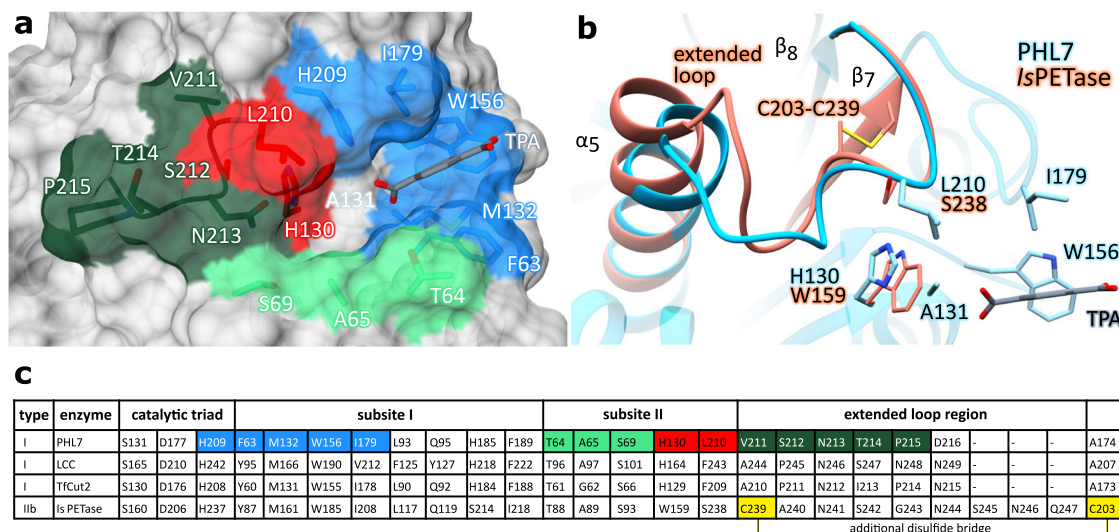 a
V211
H209
I179
L210
W156
TPA
T214
S212
P215
A131
M132
N213
H130
F63
S69
A65
T64
b
extended
loop
β8
β7
PHL7
IsPETase
C203-C239
α5
L210
S238
I179
H130
W159
W156
A131
TPA
c
type enzyme catalytic triad subsite I subsite II extended loop region
I PHL7 S131 D177 H209 F63 M132 W156 I179 L93 Q95 H185 F189 T64 A65 S69 H130 L210 V211 S212 N213 T214 P215 D216 - - - A174
I LCC S165 D210 H242 Y95 M166 W190 V212 F125 Y127 H218 F222 T96 A97 S101 H164 F243 A244 P245 N246 S247 N248 N249 - - - A207
I TfCut2 S130 D176 H208 Y60 M131 W155 I178 L90 Q92 H184 F188 T61 G62 S66 H129 F209 A210 P211 N212 I213 P214 N215 - - - A173
IIb Is PETase S160 D206 H237 Y87 M161 W185 I208 L117 Q119 S214 I218 T88 A89 S93 W159 S238 C239 A240 N241 S242 G243 N244 S245 N246 Q247 C203
additional disulfide bridge